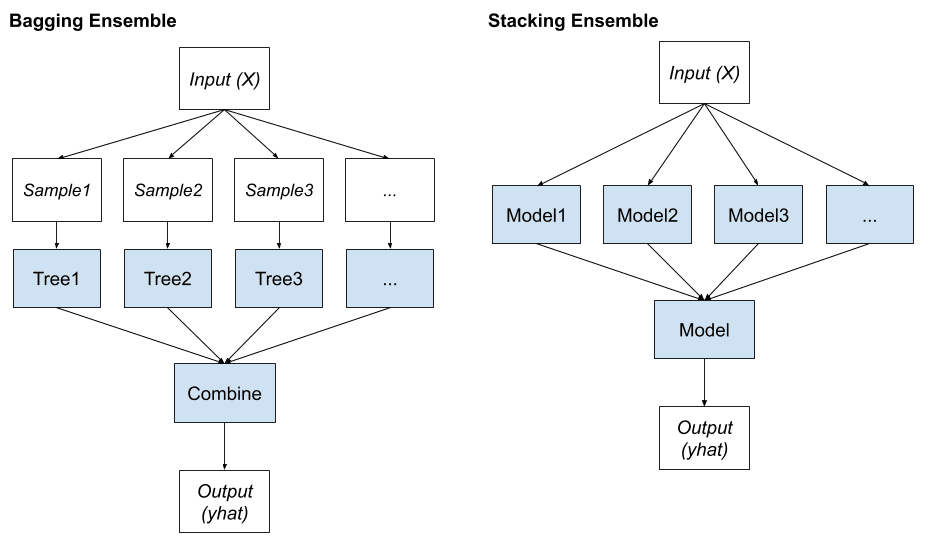 Bagging Ensemble
Input (X)
Sample1
Sample2
Sample3
...
Tree1
Tree2
Tree3
...
Combine
Output
(yhat)
Stacking Ensemble
Input (X)
Model1
Model2
Model3
...
Model
Output
(yhat)